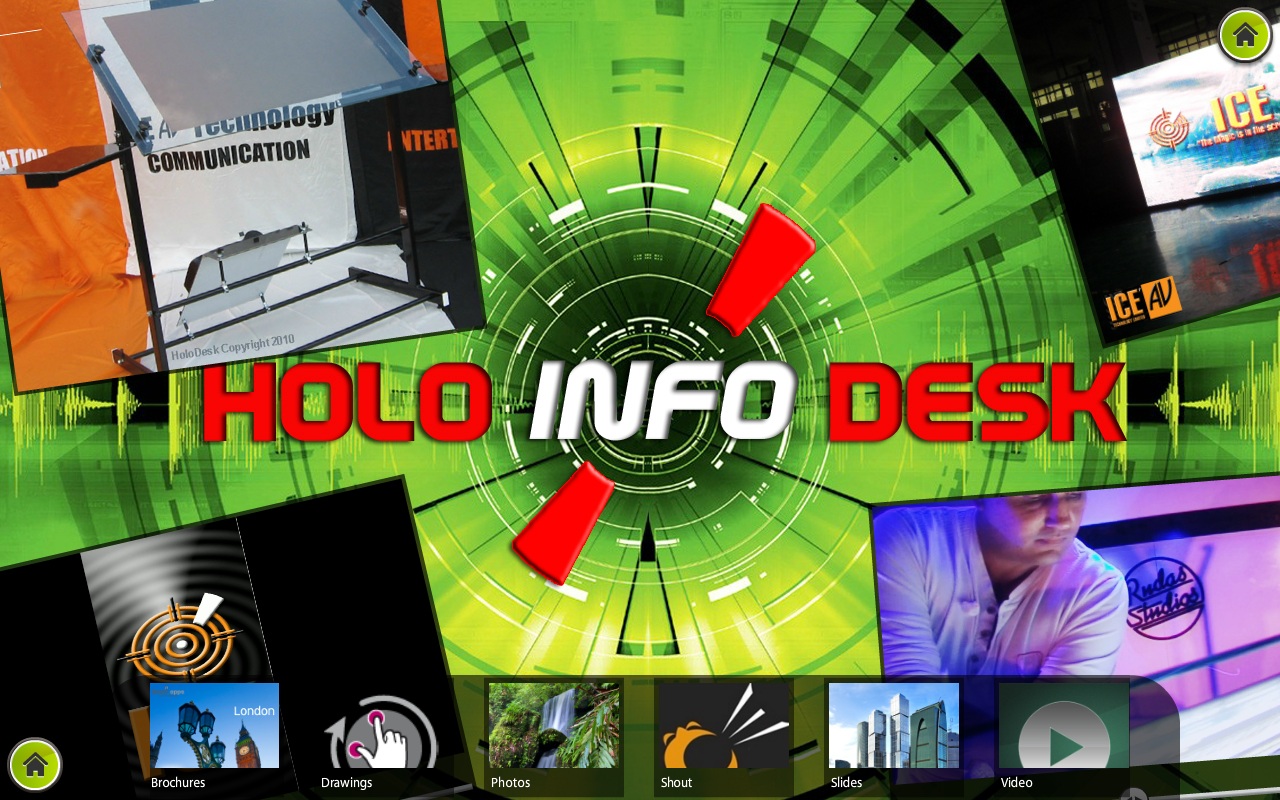 Technology
COMMUNICATION
ATION
ENTERT
HoloDesk Copyright 2010
ICE
ICE AV
HOLO INFO DESK
Rudas
Studios
London
Brochures
Drawings
Photos
Shout
Slides
Video